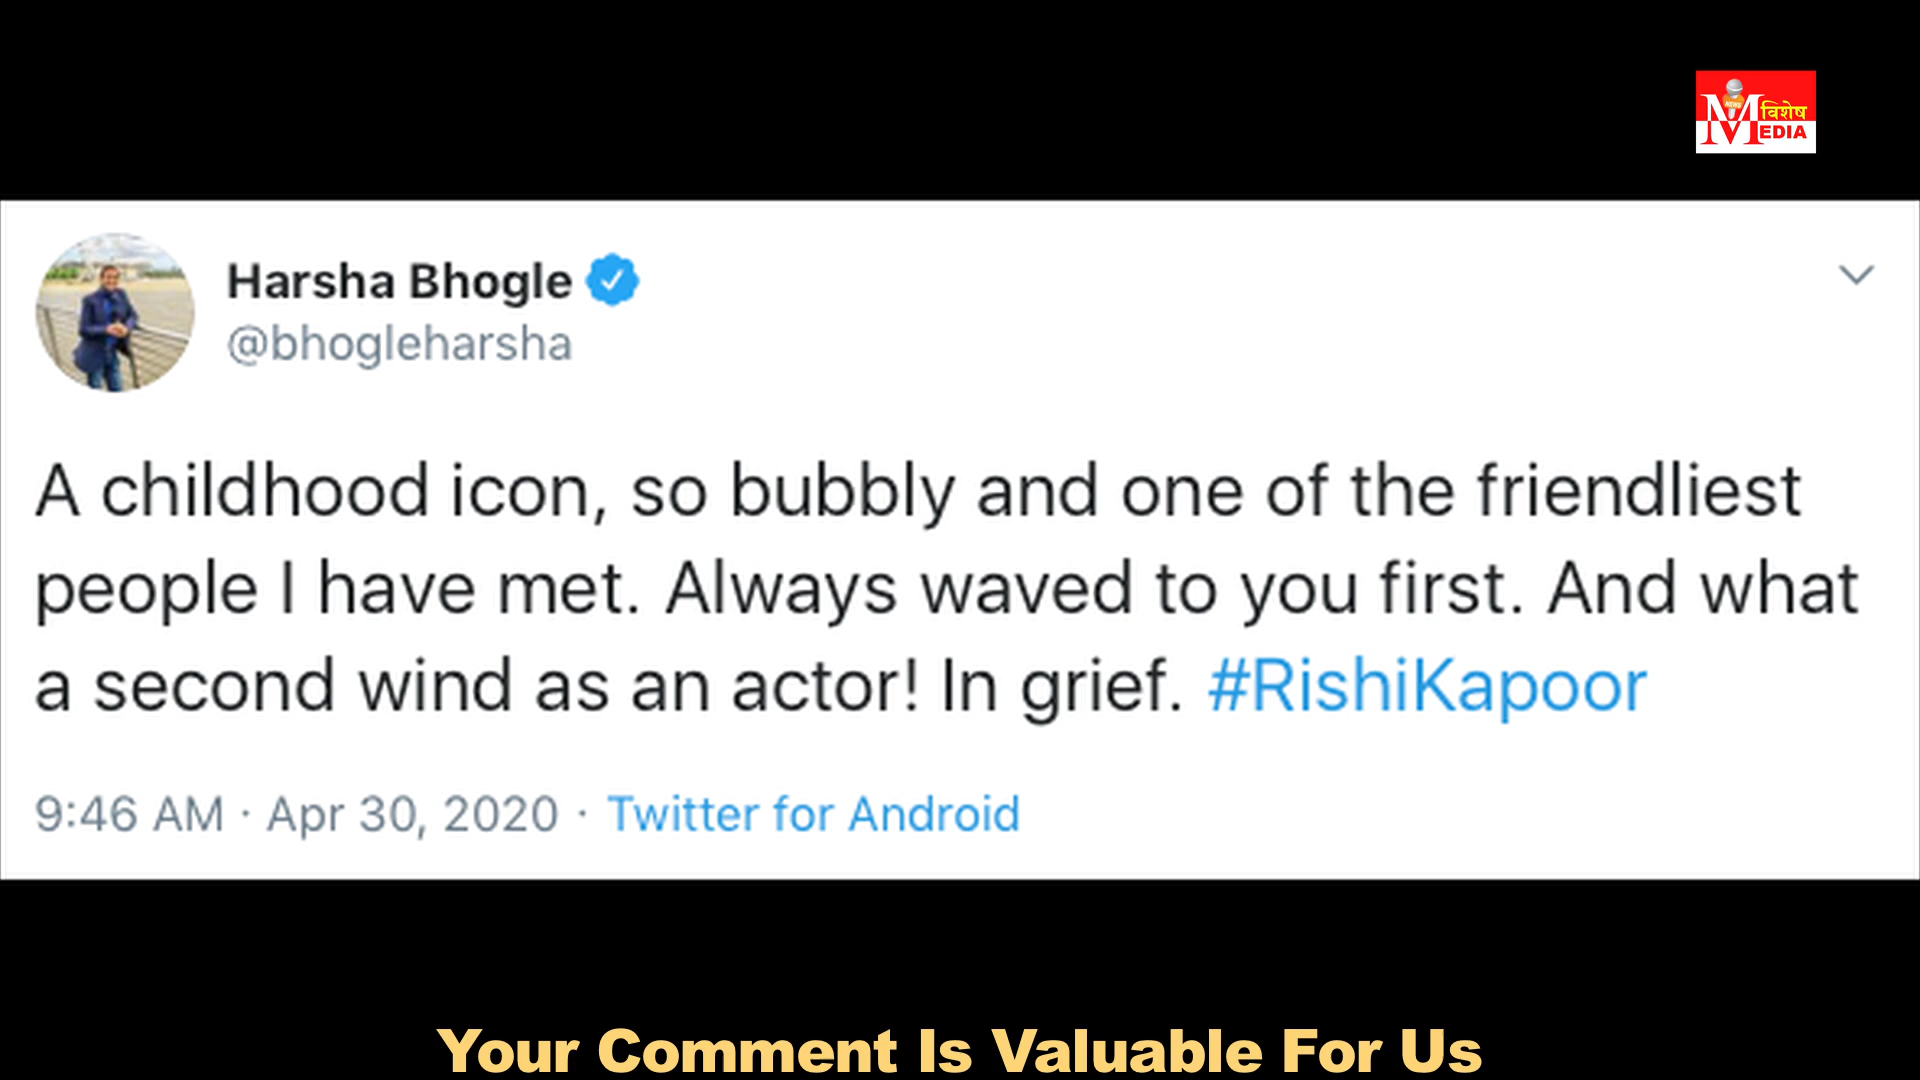 NEWS
विशेष
MEDIA
Harsha Bhogle
@bhogleharsha
A childhood icon, so bubbly and one of the friendliest
people I have met. Always waved to you first. And what
a second wind as an actor! In grief. #RishiKapoor
9:46 AM · Apr 30, 2020 · Twitter for Android
Your Comment Is Valuable For Us